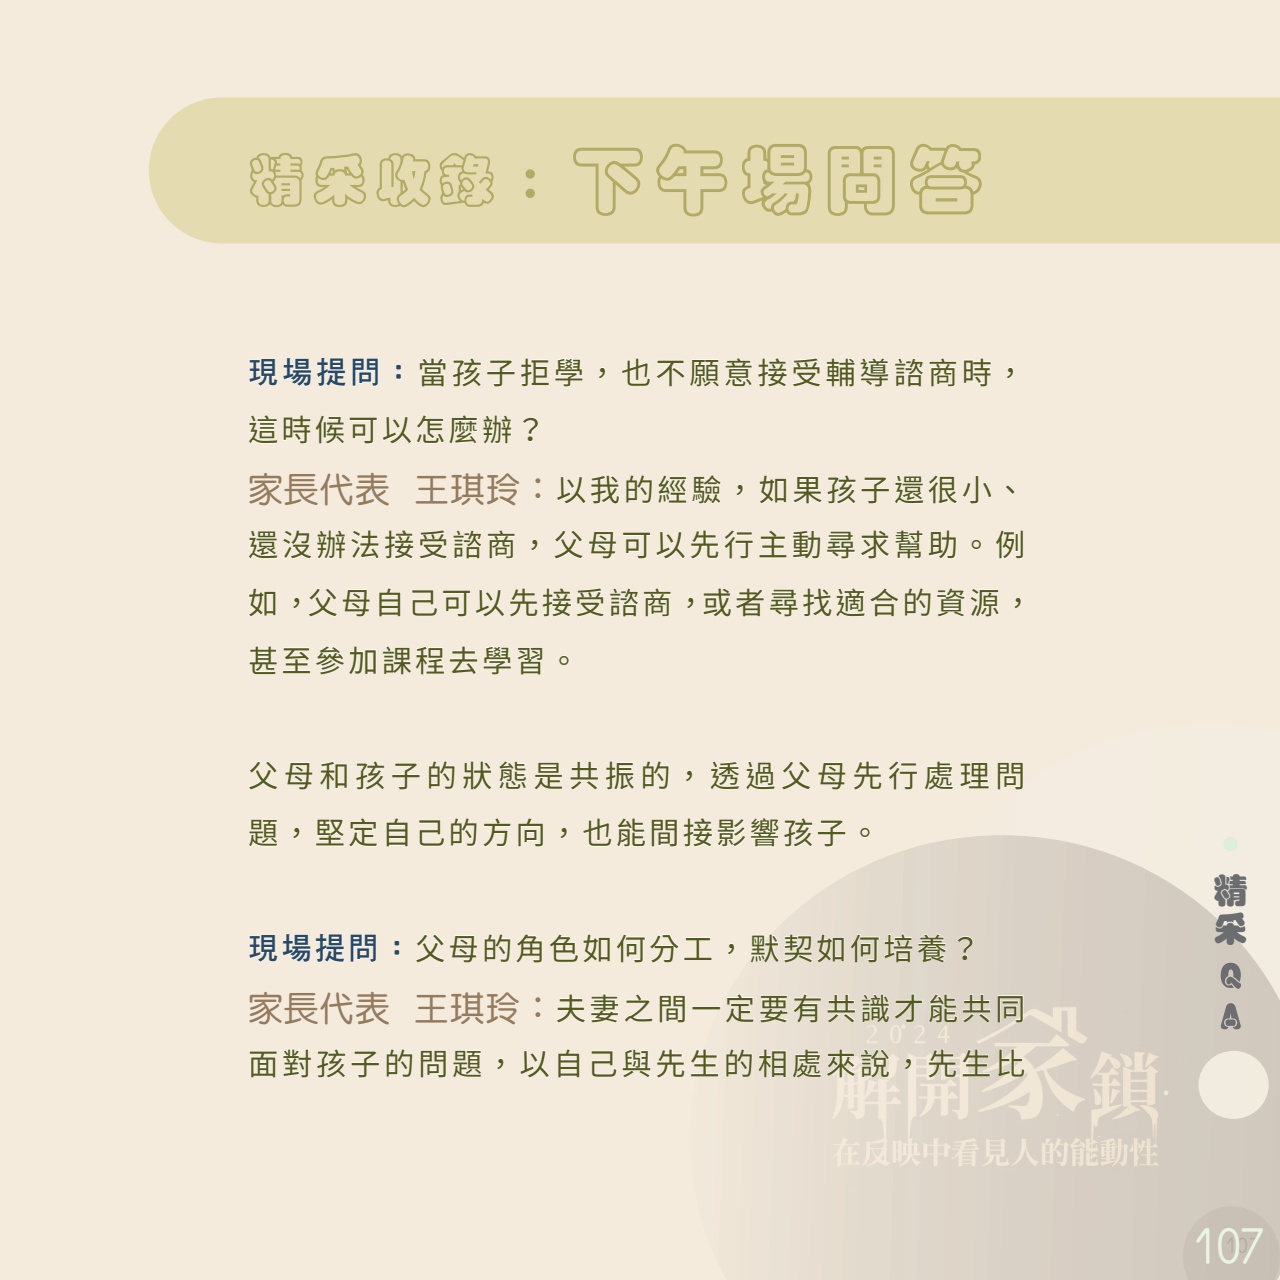 精采收錄：下午場問答
現場提問：當孩子拒學，也不願意接受輔導諮商時，
這時候可以怎麼辦？
家長代表 王琪玲：以我的經驗，如果孩子還很小、
還沒辦法接受諮商，父母可以先行主動尋求幫助。例
如，父母自己可以先接受諮商，或者尋找適合的資源，
甚至參加課程去學習。
父母和孩子的狀態是共振的，透過父母先行處理問
題，堅定自己的方向，也能間接影響孩子。
現場提問：父母的角色如何分工，默契如何培養？
家長代表 王琪玲：夫妻之間一定要有共識才能共同
面對孩子的問題，以自己與先生的相處來說，先生比
2024
解開家鎖
在反映中看見人的能動性
精采QA
107